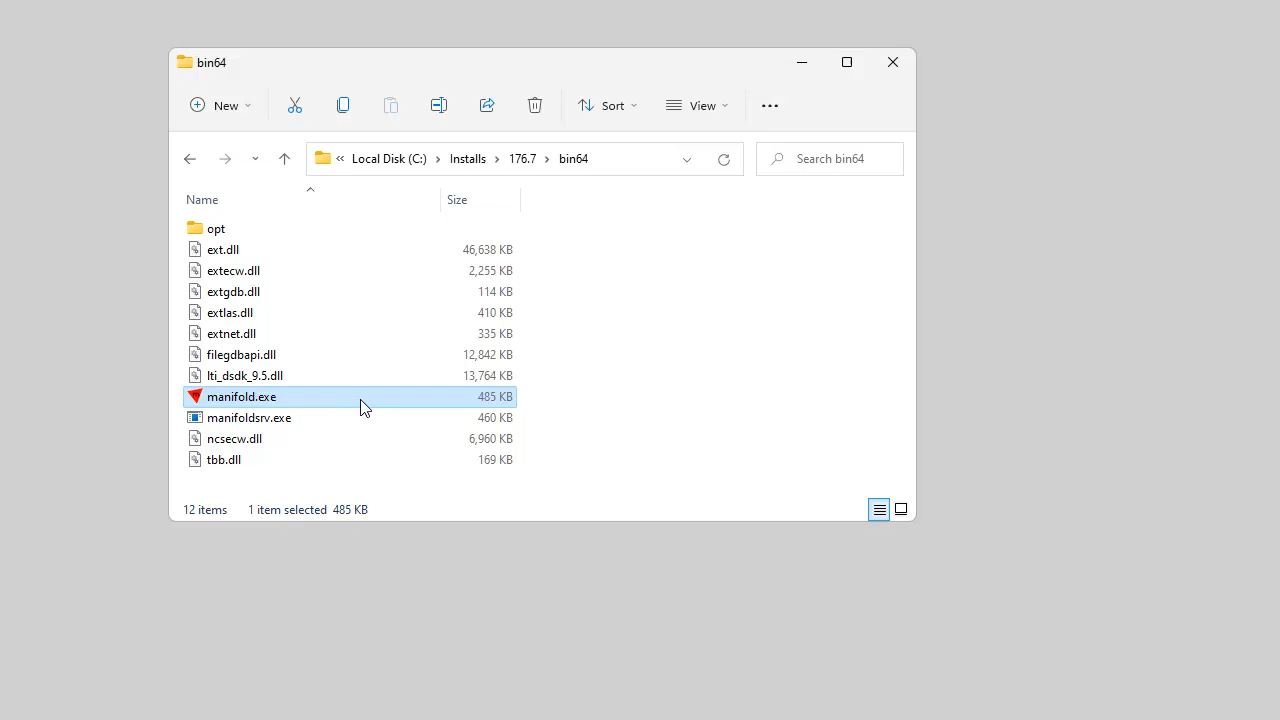 bin64
New
Sort
View
Local Disk (C:) Installs 176.7 bin64
Search bin64
Name Size
opt
ext.dll 46,638 KB
extecw.dll 2,255 KB
extgdb.dll 114 KB
extlas.dll 410 KB
extnet.dll 335 KB
filegdbapi.dll 12,842 KB
lti_dsdk_9.5.dll 13,764 KB
manifold.exe 485 KB
manifoldsrv.exe 460 KB
ncsecw.dll 6,960 KB
tbb.dll 169 KB
12 items 1 item selected 485 KB